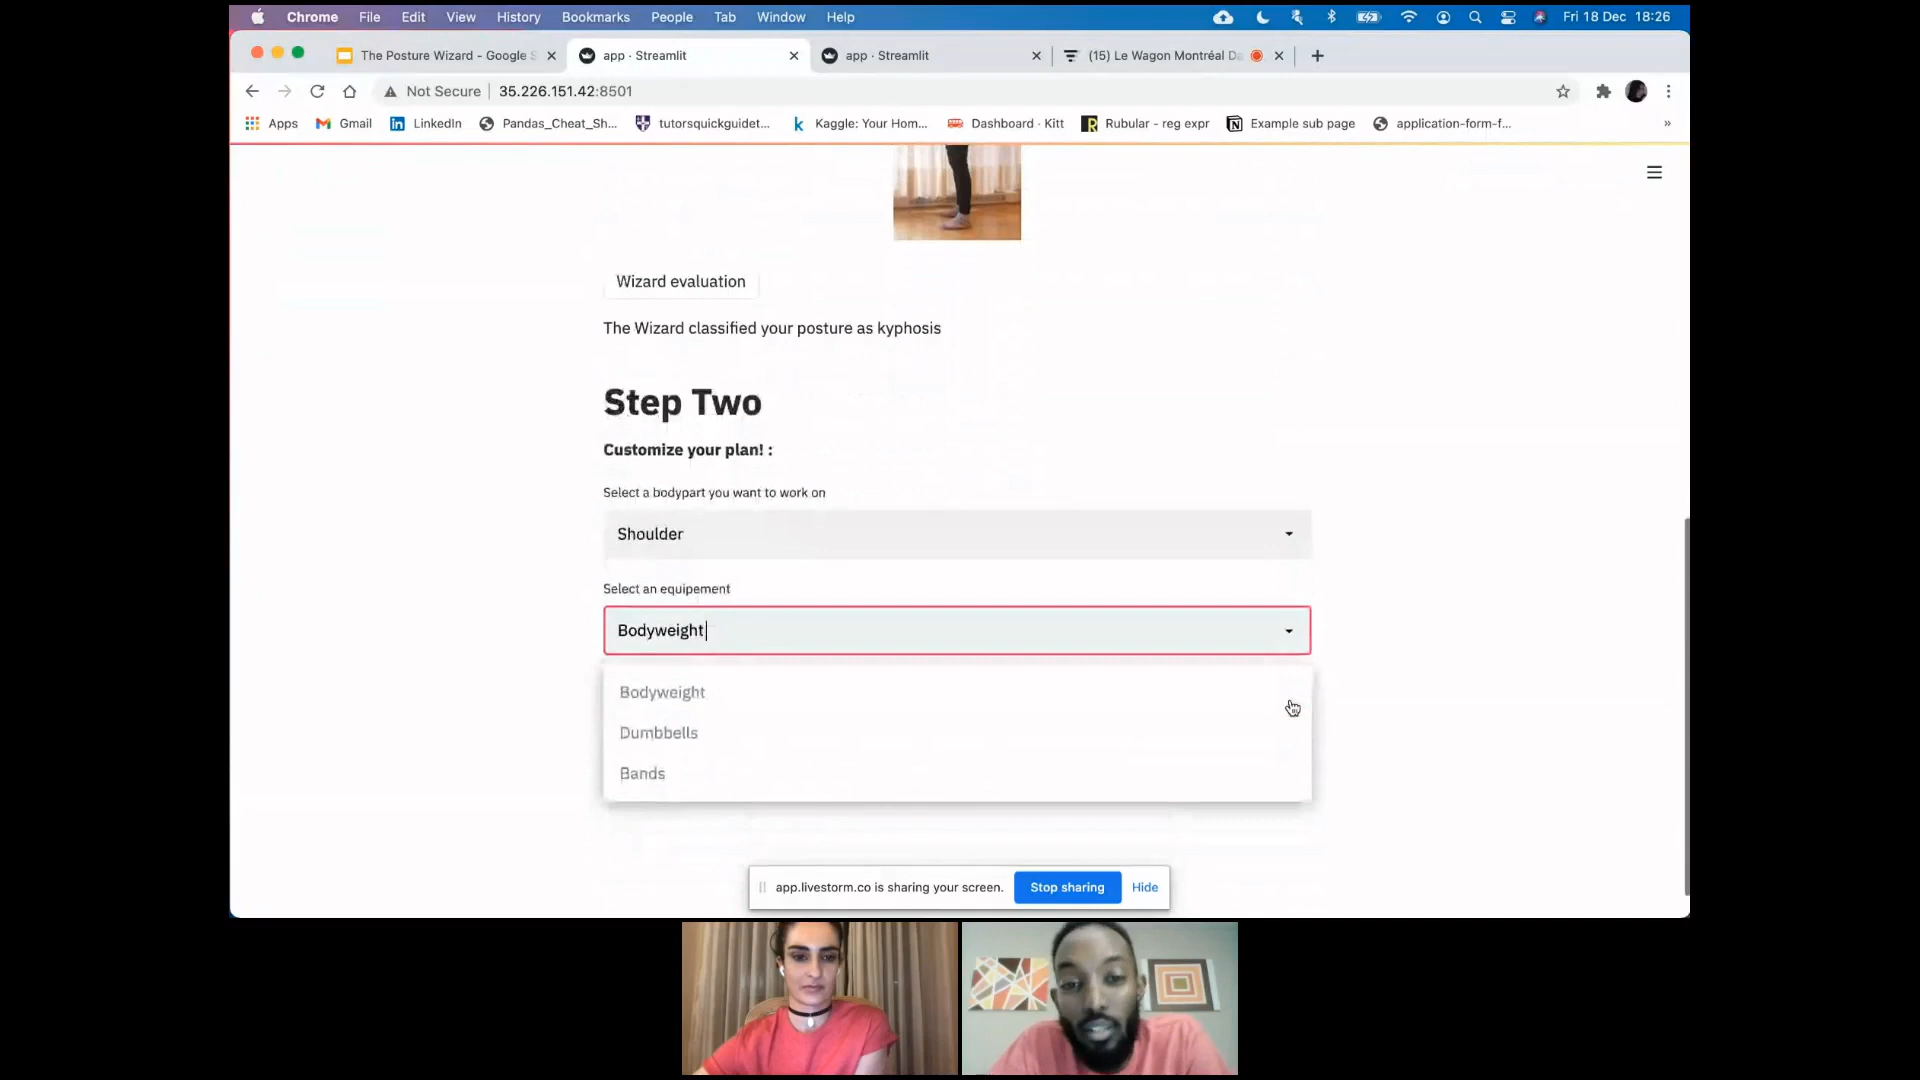 Chrome File Edit View History Bookmarks People Tab Window Help Fri 18 Dec 18:26
The Posture Wizard - Google S app · Streamlit app · Streamlit (15) Le Wagon Montréal Da
Not Secure 35.226.151.42:8501
Apps Gmail LinkedIn Pandas_Cheat_Sh... tutorsquickguidet... Kaggle: Your Hom... Dashboard · Kitt Rubular - reg expr Example sub page application-form-f... »
Wizard evaluation
The Wizard classified your posture as kyphosis
Step Two
Customize your plan! :
Select a bodypart you want to work on
Shoulder
Select an equipement
Bodyweight
Bodyweight
Dumbbells
Bands
app.livestorm.co is sharing your screen. Stop sharing Hide